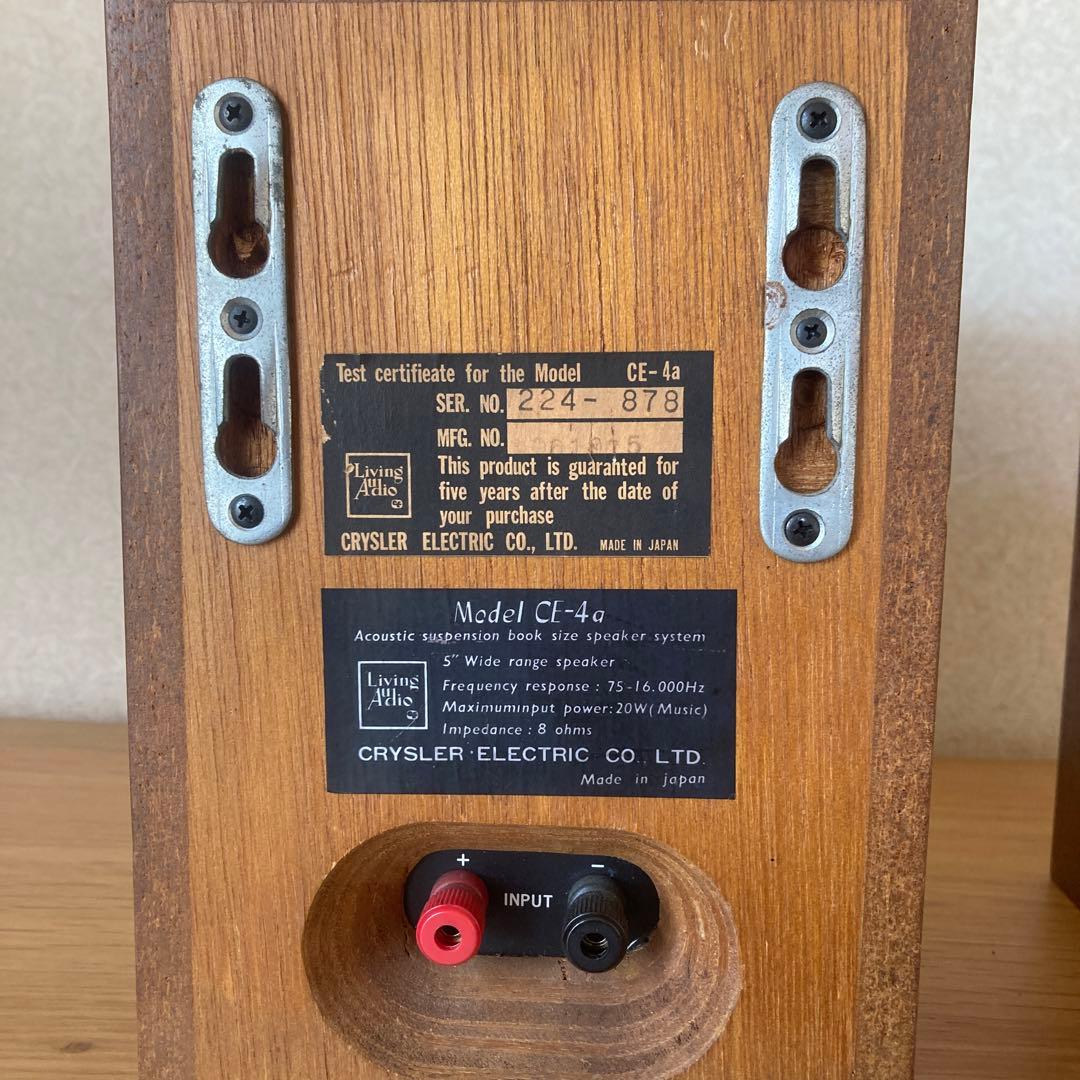 Test certifieate for the Model CE-4a
SER. NO. 224- 878
MFG. NO.
Living
Audio
This product is guarahted for
five years after the date of
your purchase
CRYSLER ELECTRIC CO., LTD. MADE IN JAPAN
Model CE-4a
Acoustic suspension book size speaker system
5" Wide range speaker
Living
Audio
Frequency response : 75-16.000Hz
Maximuminput power:20W(Music)
Impedance : 8 ohms
CRYSLER·ELECTRIC CO., LTD.
Made in japan
+ −
INPUT